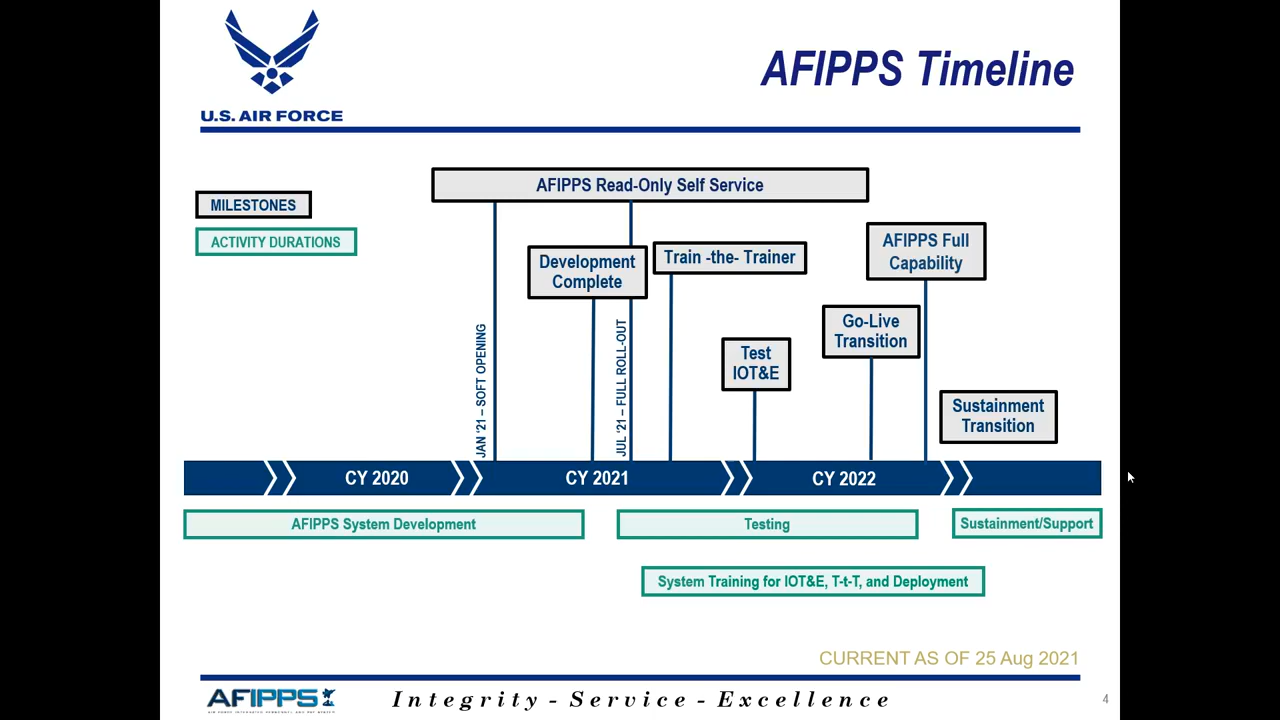 U.S. AIR FORCE
AFIPPS Timeline
AFIPPS Read-Only Self Service
MILESTONES
ACTIVITY DURATIONS
Development
Complete
Train -the- Trainer
AFIPPS Full
Capability
Go-Live
Transition
Test
IOT&E
Sustainment
Transition
JAN '21 – SOFT OPENING
JUL '21 – FULL ROLL-OUT
CY 2020
CY 2021
CY 2022
AFIPPS System Development
Testing
Sustainment/Support
System Training for IOT&E, T-t-T, and Deployment
CURRENT AS OF 25 Aug 2021
AFIPPS
Integrity - Service - Excellence
4